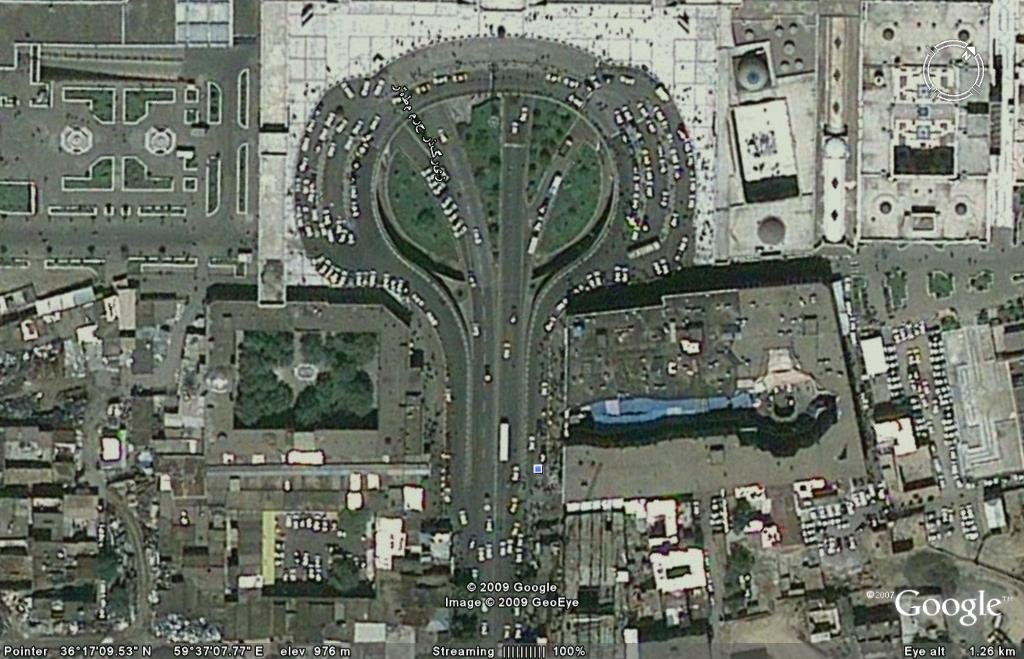 © 2009 Google
Image © 2009 GeoEye
©2007 Google™
Pointer 36°17'09.53" N 59°37'07.77" E elev 976 m Streaming 100% Eye alt 1.26 km